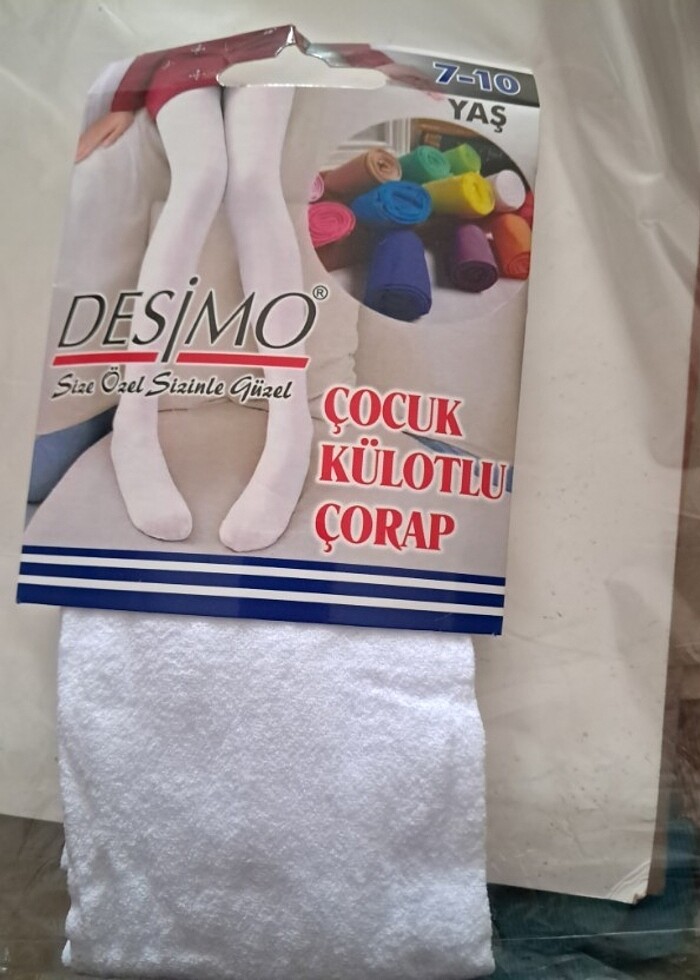 7-10
YAŞ
DESİMO®
Size Özel Sizinle Güzel
ÇOCUK
KÜLOTLU
ÇORAP